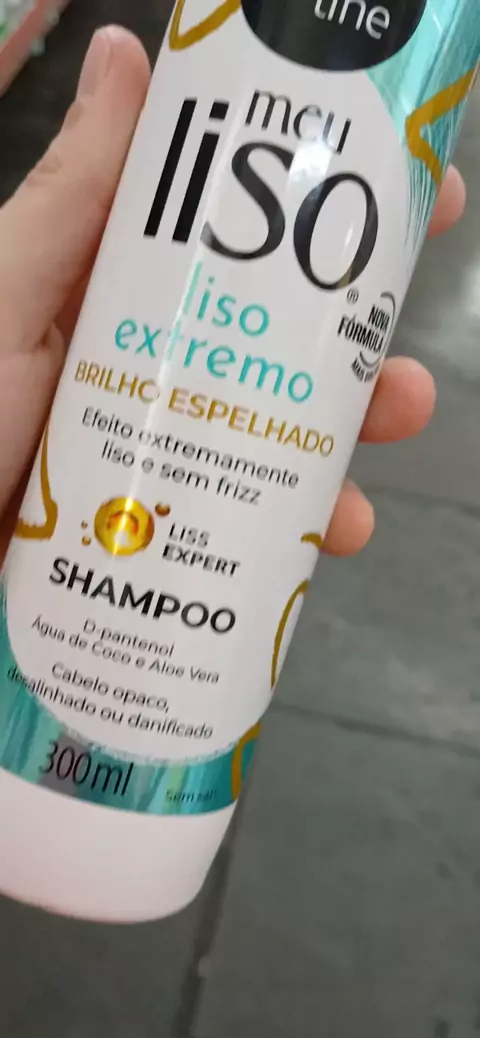 line
meu
liso
®
NOVA
FÓRMULA
liso
extremo
BRILHO ESPELHADO
Efeito extremamente
liso e sem frizz
LISS
EXPERT
SHAMPOO
D-pantenol
Água de Coco e Aloe Vera
Cabelo opaco,
desalinhado ou danificado
300ml